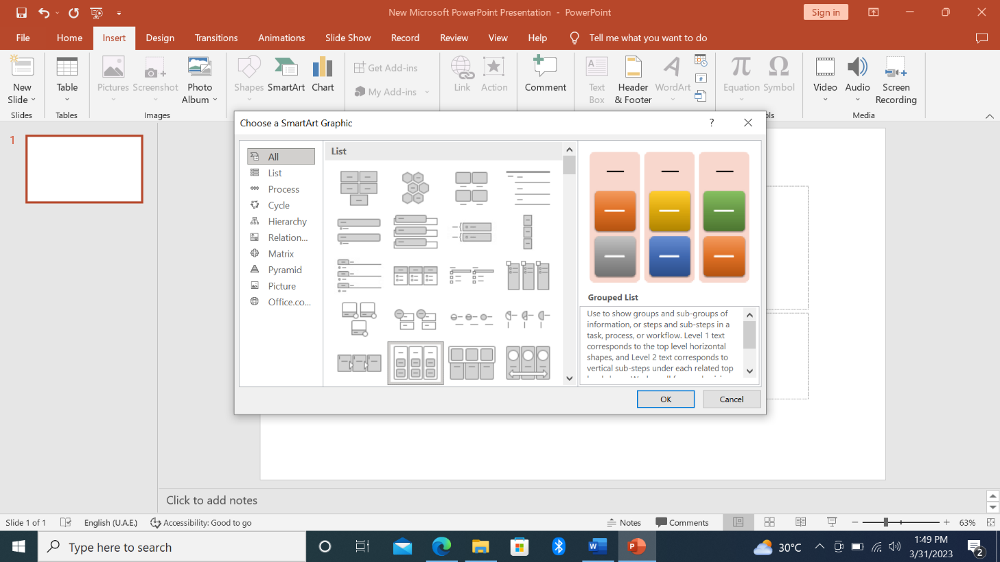 New Microsoft PowerPoint Presentation - PowerPoint
Sign in
File Home Insert Design Transitions Animations Slide Show Record Review View Help Tell me what you want to do
New Slide
Table
Pictures
Screenshot
Photo Album
Shapes
SmartArt
Chart
Get Add-ins
My Add-ins
Link
Action
Comment
Text Box
Header & Footer
WordArt
Equation
Symbol
Video
Audio
Screen Recording
Slides
Tables
Images
Media
Choose a SmartArt Graphic
?
All
List
Process
Cycle
Hierarchy
Relation...
Matrix
Pyramid
Picture
Office.co...
List
Grouped List
Use to show groups and sub-groups of
information, or steps and sub-steps in a
task, process, or workflow. Level 1 text
corresponds to the top level horizontal
shapes, and Level 2 text corresponds to
vertical sub-steps under each related top
OK
Cancel
1
Click to add notes
Slide 1 of 1 English (U.A.E.) Accessibility: Good to go Notes Comments 63%
Type here to search
30°C
1:49 PM
3/31/2023
2